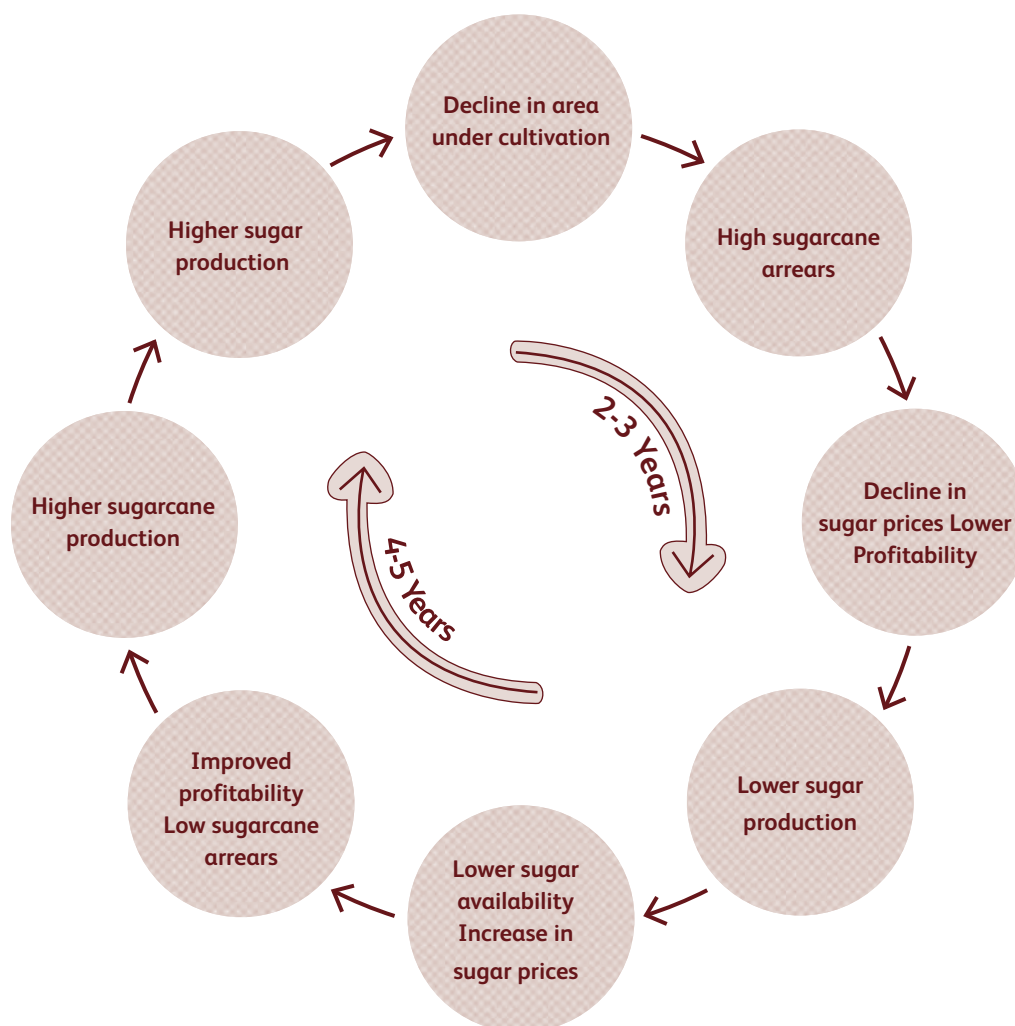 Decline in area
under cultivation
High sugarcane
arrears
Decline in
sugar prices Lower
Profitability
Lower sugar
production
Lower sugar
availability
Increase in
sugar prices
Improved
profitability
Low sugarcane
arrears
Higher sugarcane
production
Higher sugar
production
2-3 Years
4-5 Years